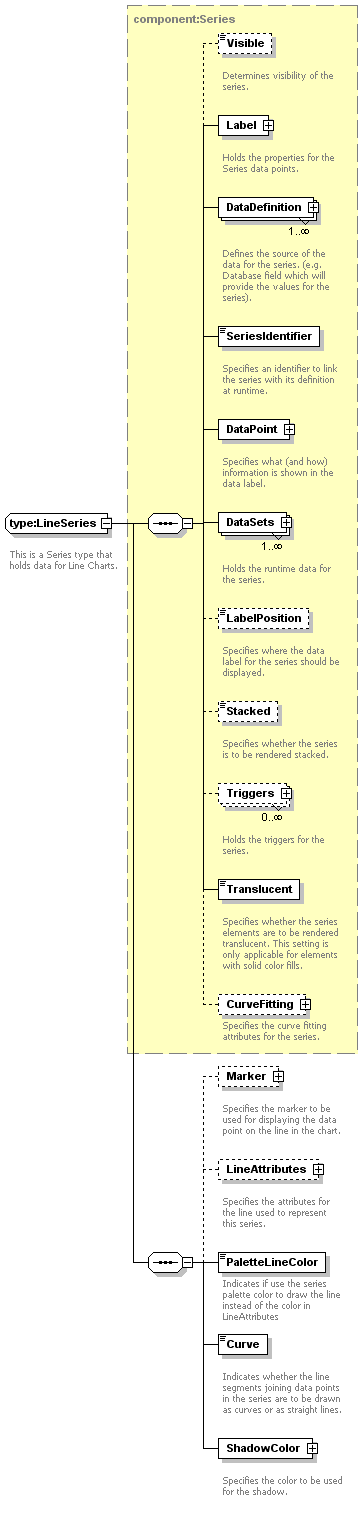 component:Series
Visible
Determines visibility of the
series.
Label
Holds the properties for the
Series data points.
DataDefinition
1..∞
Defines the source of the
data for the series. (e.g.
Database field which will
provide the values for the
series).
SeriesIdentifier
Specifies an identifier to link
the series with its definition
at runtime.
DataPoint
Specifies what (and how)
information is shown in the
data label.
type:LineSeries
This is a Series type that
holds data for Line Charts.
DataSets
1..∞
Holds the runtime data for
the series.
LabelPosition
Specifies where the data
label for the series should be
displayed.
Stacked
Specifies whether the series
is to be rendered stacked.
Triggers
0..∞
Holds the triggers for the
series.
Translucent
Specifies whether the series
elements are to be rendered
translucent. This setting is
only applicable for elements
with solid color fills.
CurveFitting
Specifies the curve fitting
attributes for the series.
Marker
Specifies the marker to be
used for displaying the data
point on the line in the chart.
LineAttributes
Specifies the attributes for
the line used to represent
this series.
PaletteLineColor
Indicates if use the series
palette color to draw the line
instead of the color in
LineAttributes
Curve
Indicates whether the line
segments joining data points
in the series are to be drawn
as curves or as straight lines.
ShadowColor
Specifies the color to be used
for the shadow.